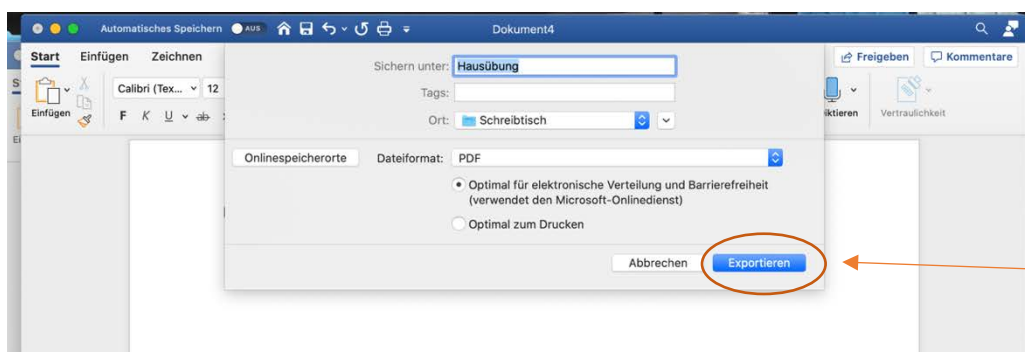 Automatisches Speichern AUS Dokument4
Start Einfügen Zeichnen Freigeben Kommentare
Sichern unter: Hausübung
Tags:
Calibri (Tex... 12
Ort: Schreibtisch
Einfügen F K U ab Vertraulichkeit
Onlinespeicherorte Dateiformat: PDF
Optimal für elektronische Verteilung und Barrierefreiheit
(verwendet den Microsoft-Onlinedienst)
Optimal zum Drucken
Abbrechen Exportieren